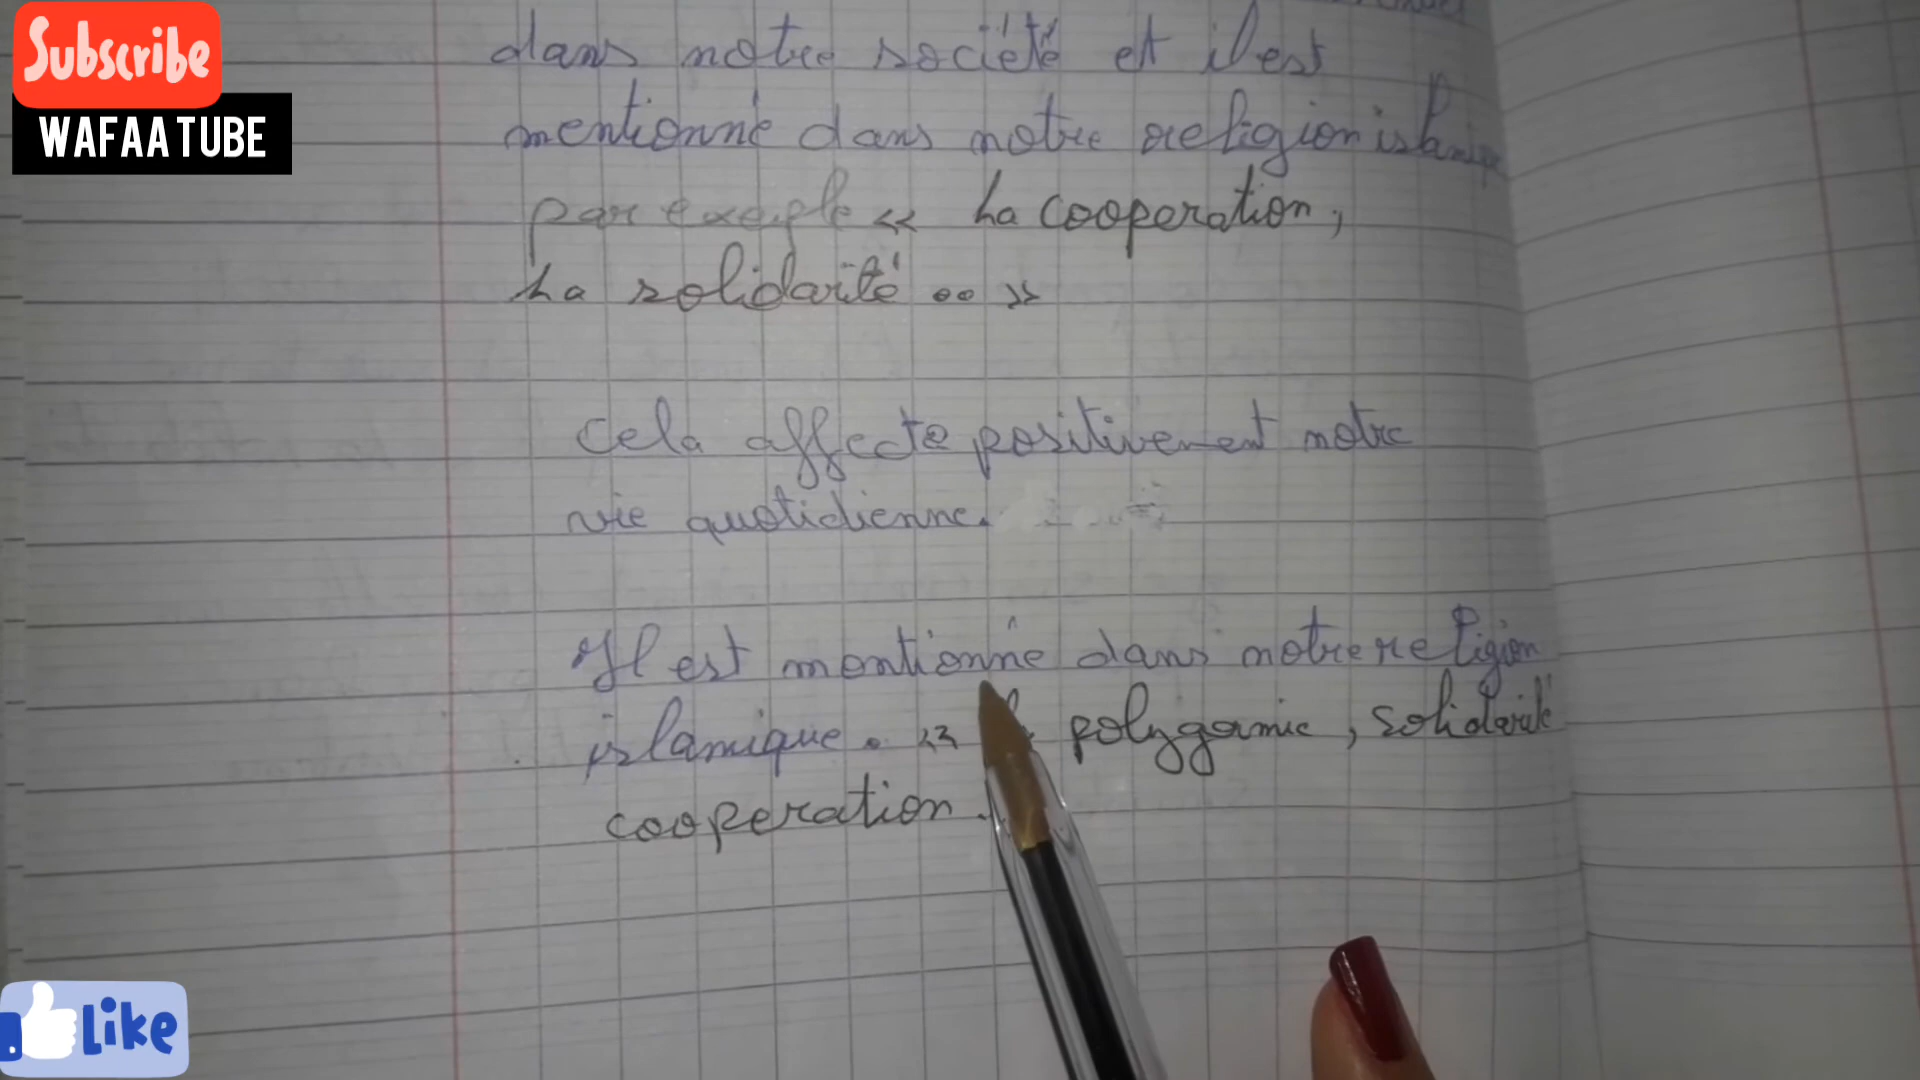 Subscribe
WAFAA TUBE
dans notre société et il est
mentionné dans notre religion islamique
par exemple << La cooperation,
La solidarité .. >>
Cela affecte positivement notre
vie quotidienne.
Il est mentionné dans notre religion
islamique. << polygamie, solidarité
cooperation.
Like